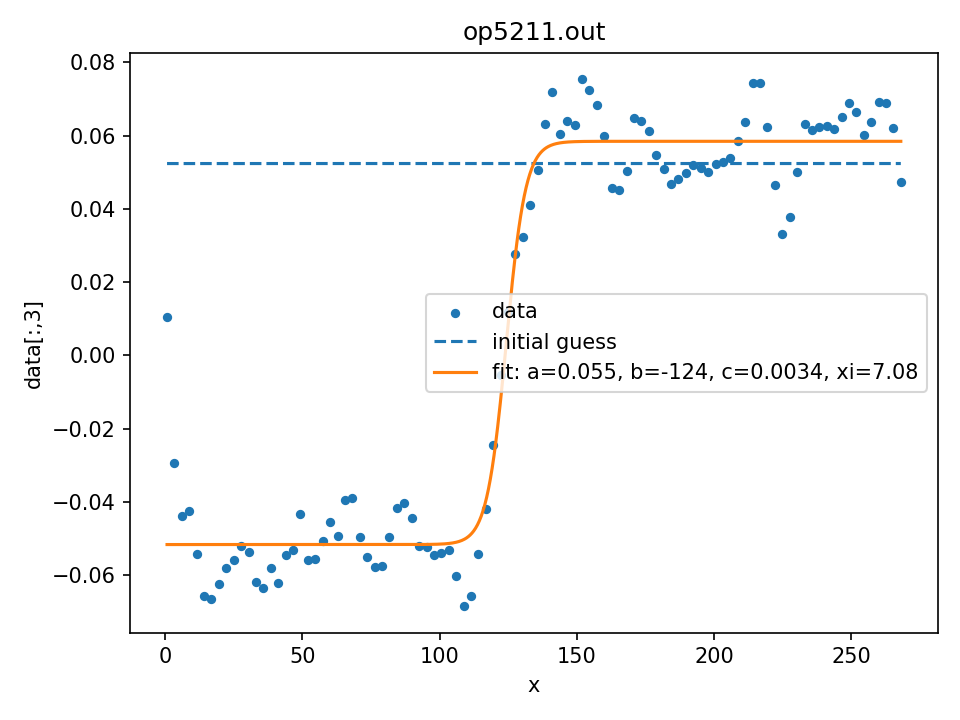 op5211.out
0.08
0.06
0.04
0.02
0.00
−0.02
−0.04
−0.06
data[:,3]
data
initial guess
fit: a=0.055, b=-124, c=0.0034, xi=7.08
0 50 100 150 200 250
x